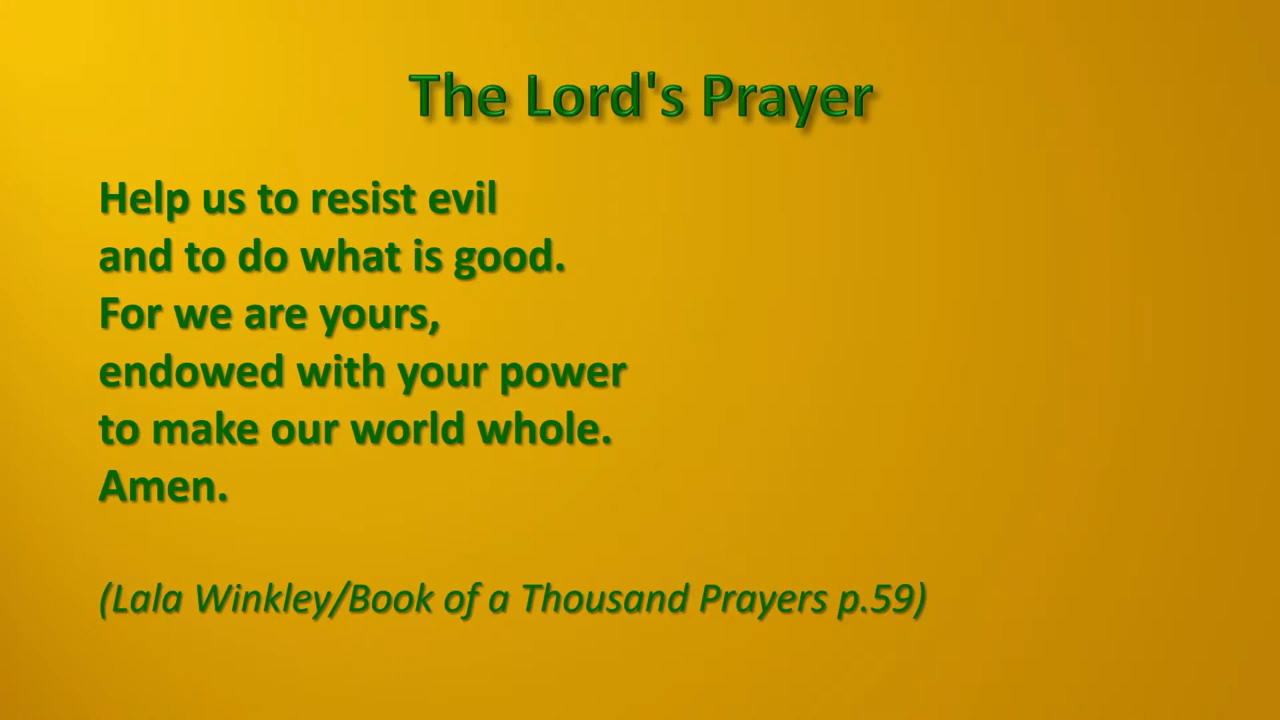 The Lord's Prayer
Help us to resist evil
and to do what is good.
For we are yours,
endowed with your power
to make our world whole.
Amen.
(Lala Winkley/Book of a Thousand Prayers p.59)